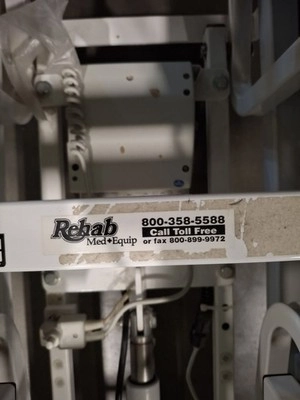 Rehab
Med+Equip
800-358-5588
Call Toll Free
or fax 800-899-9972